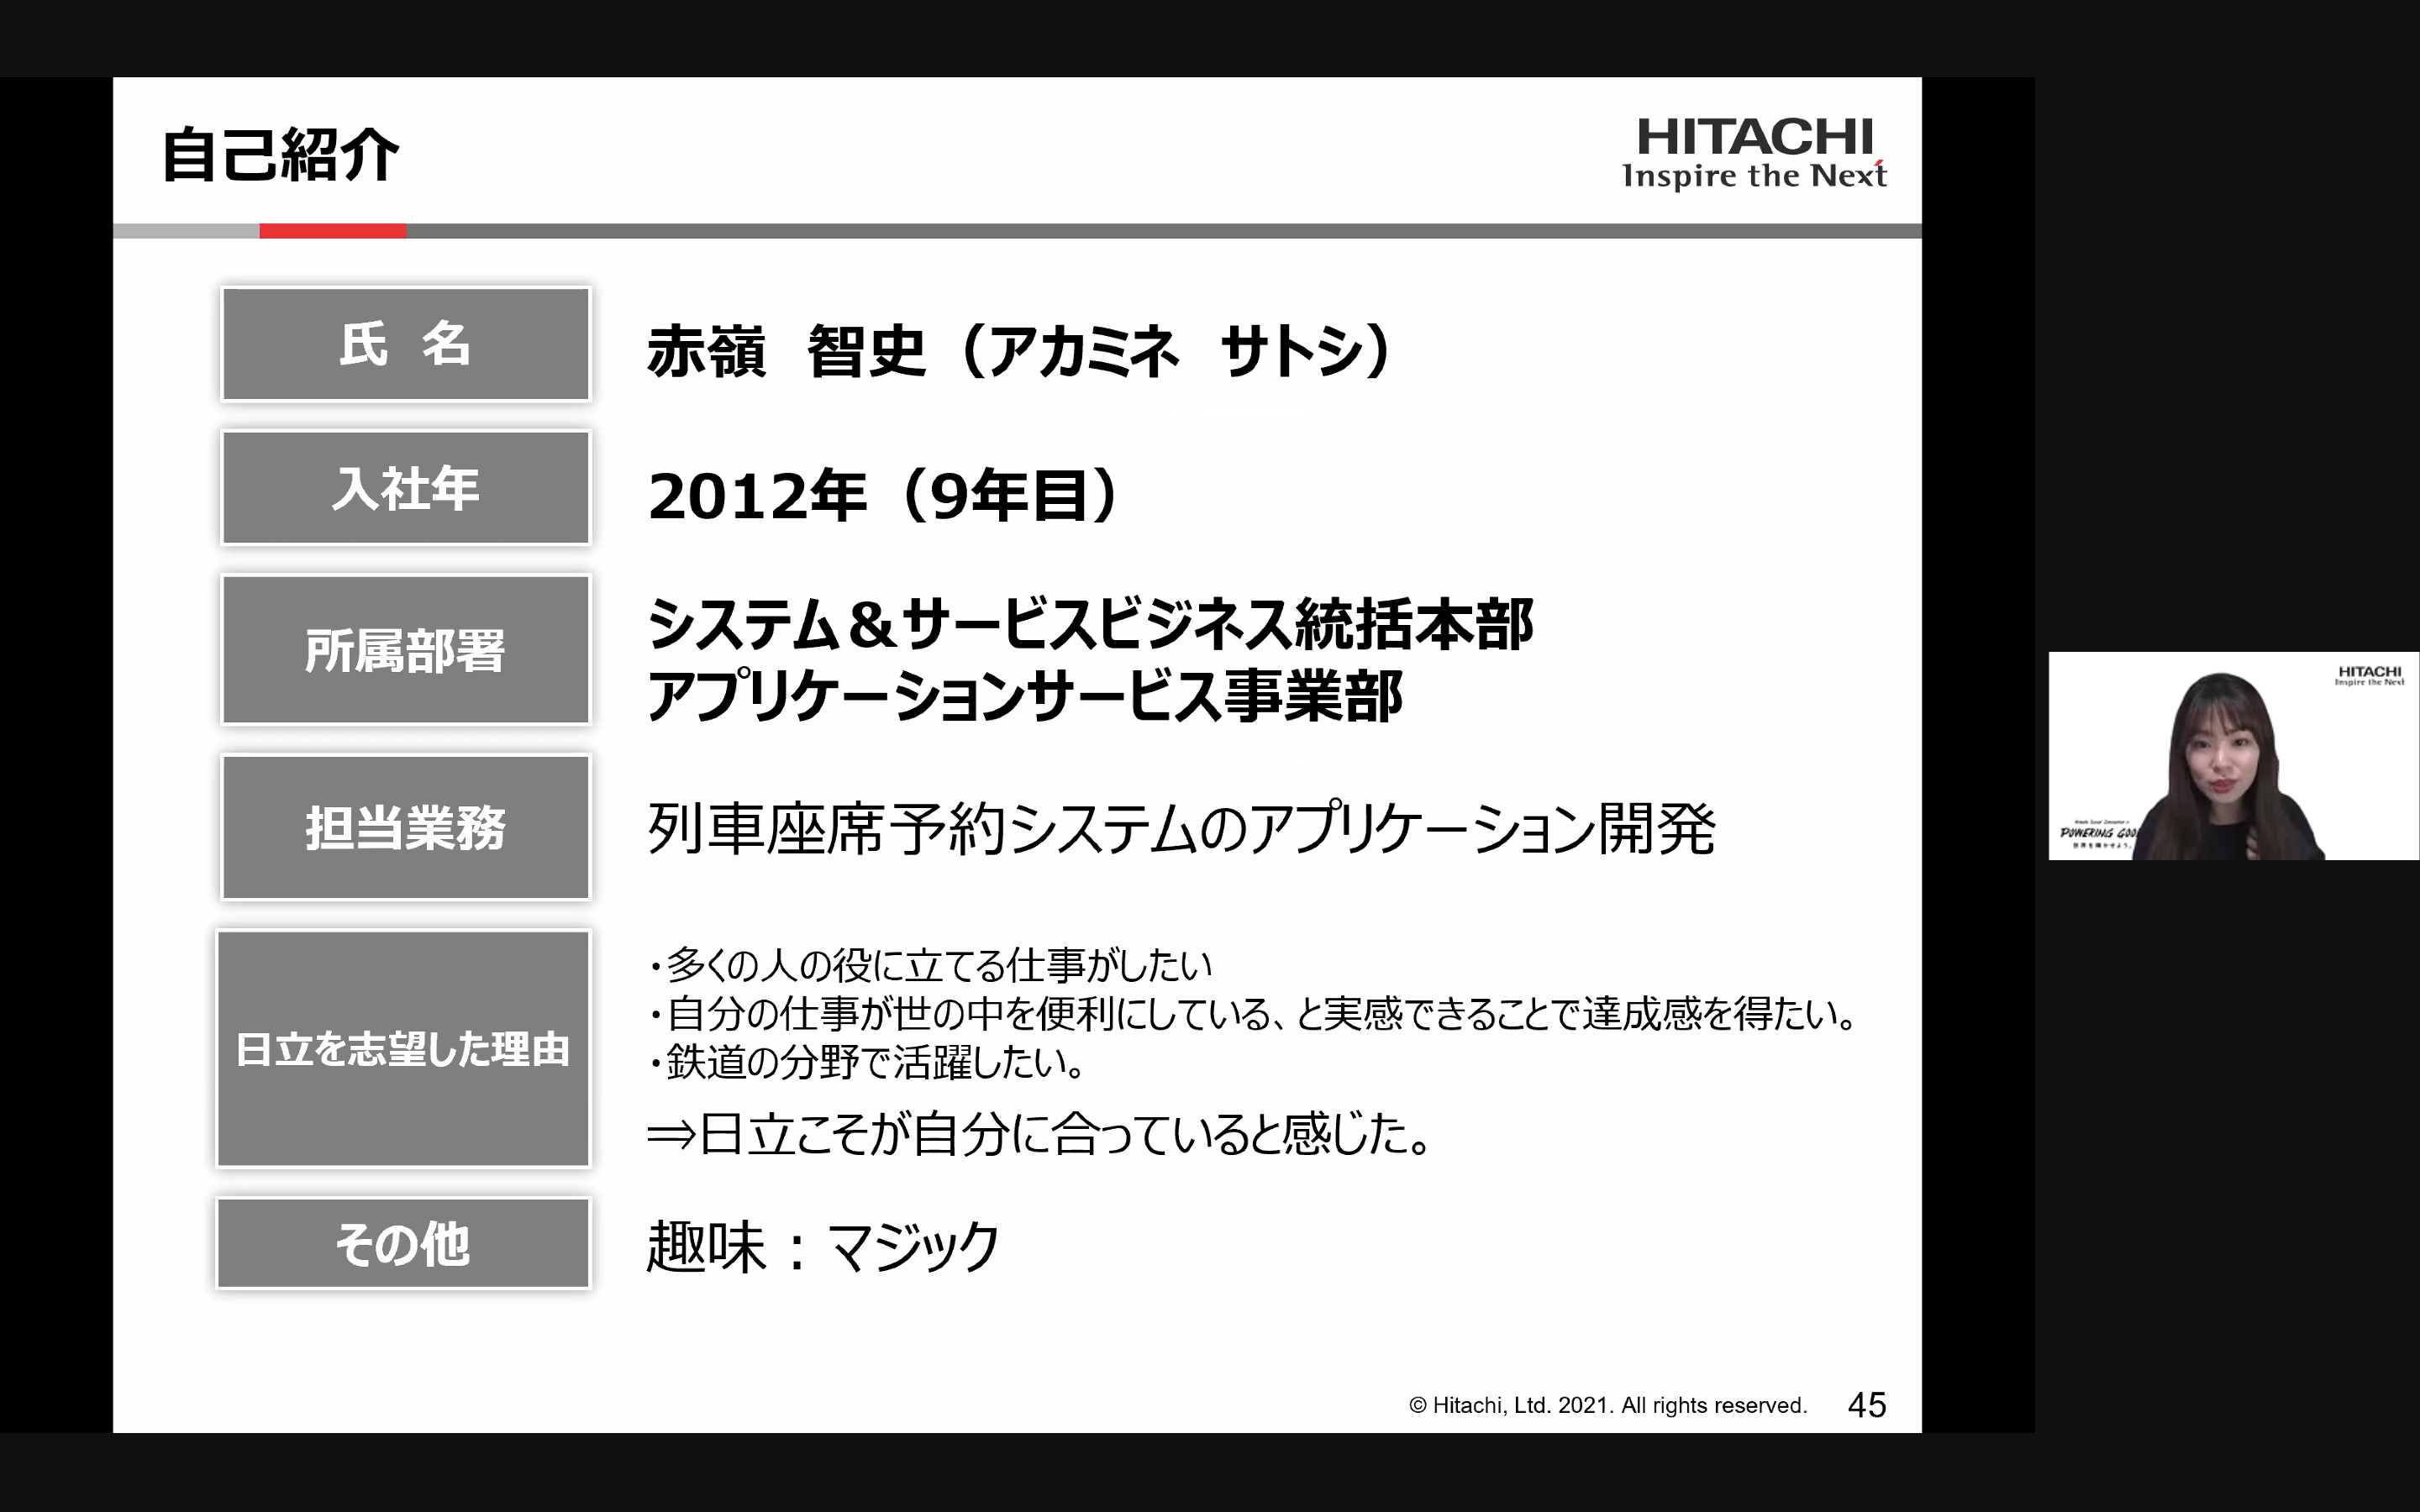 自己紹介
HITACHI
Inspire the Next
氏 名
赤嶺 智史（アカミネ サトシ）
入社年
2012年（9年目）
所属部署
システム＆サービスビジネス統括本部
アプリケーションサービス事業部
担当業務
列車座席予約システムのアプリケーション開発
日立を志望した理由
・多くの人の役に立てる仕事がしたい
・自分の仕事が世の中を便利にしている、と実感できることで達成感を得たい。
・鉄道の分野で活躍したい。
⇒日立こそが自分に合っていると感じた。
その他
趣味：マジック
© Hitachi, Ltd. 2021. All rights reserved. 45
HITACHI
Inspire the Next
POWERING GOO
世界を輝かせよう。